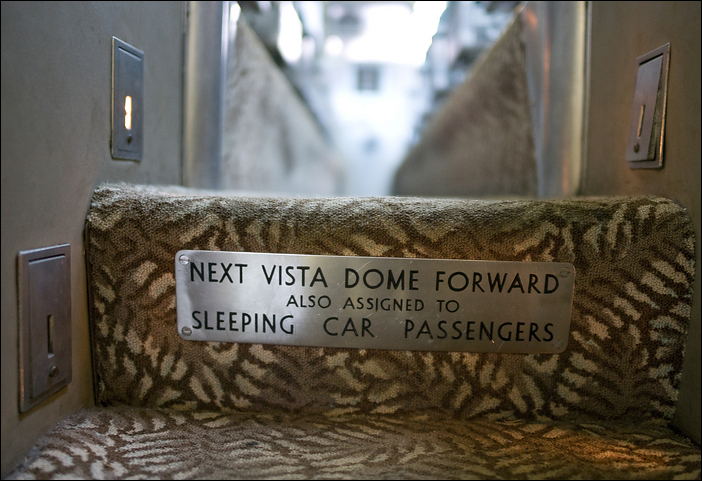 NEXT VISTA DOME FORWARD
ALSO ASSIGNED TO
SLEEPING CAR PASSENGERS